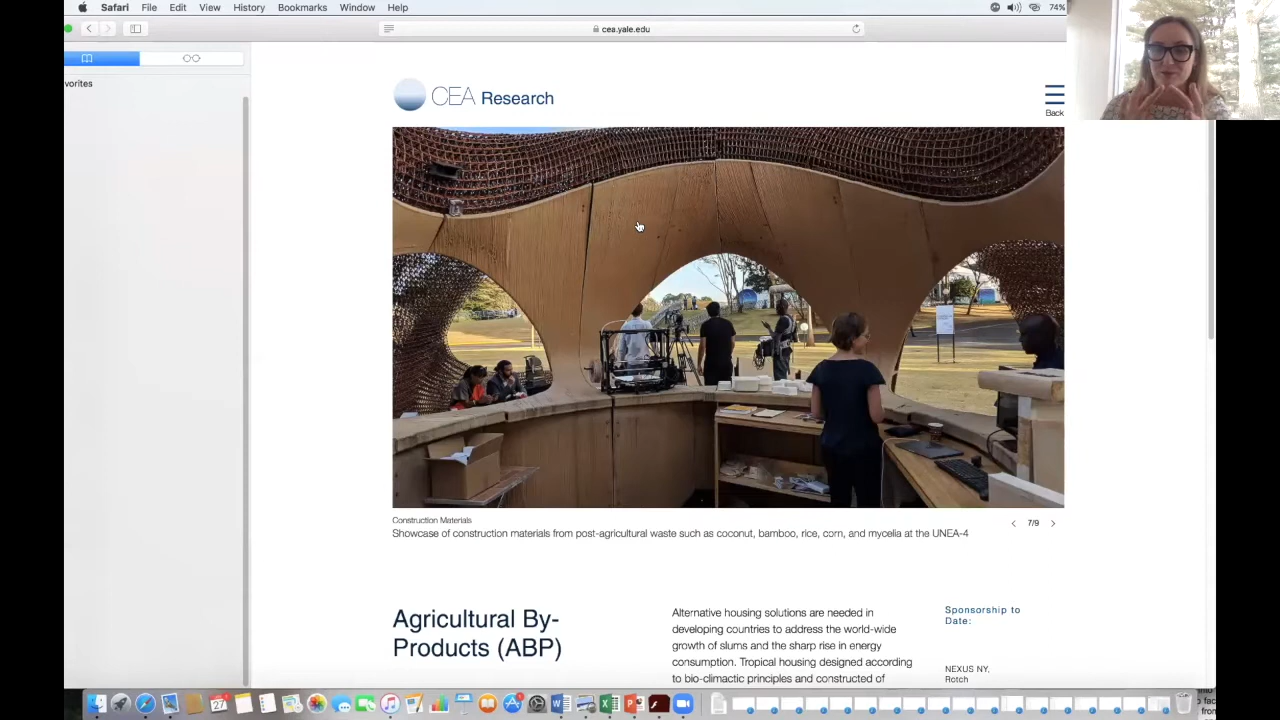 Safari File Edit View History Bookmarks Window Help
74%
cea.yale.edu
vorites
CEA Research
Back
Construction Materials
7/9
Showcase of construction materials from post-agricultural waste such as coconut, bamboo, rice, corn, and mycelia at the UNEA-4
Agricultural By-
Products (ABP)
Alternative housing solutions are needed in
developing countries to address the world-wide
growth of slums and the sharp rise in energy
consumption. Tropical housing designed according
to bio-climactic principles and constructed of
Sponsorship to
Date:
NEXUS NY,
Rotch